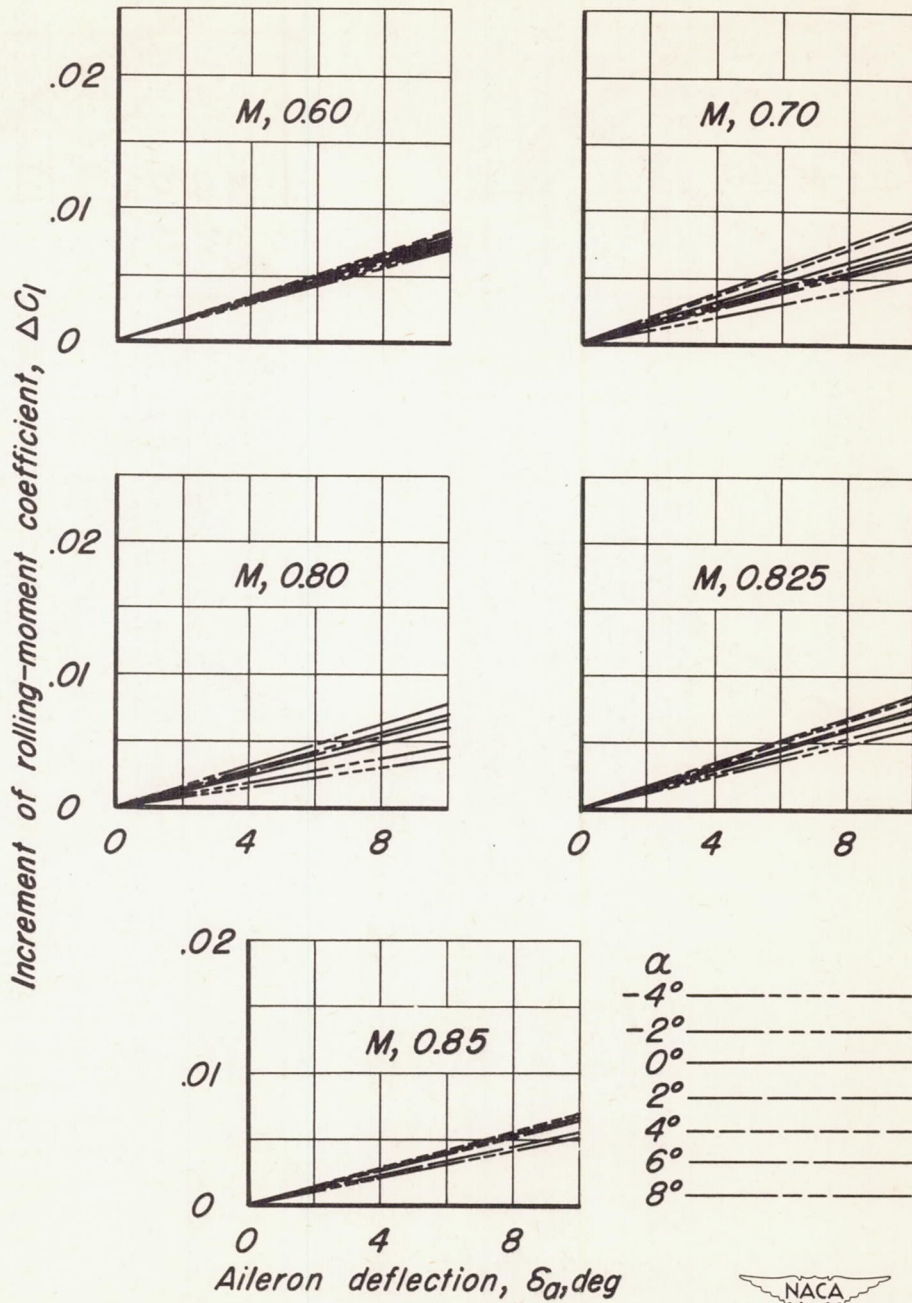 Increment of rolling-moment coefficient, ΔCl
.02
.01
0
M, 0.60
M, 0.70
.02
.01
0
M, 0.80
0 4 8
M, 0.825
0 4 8
.02
.01
0
M, 0.85
0 4 8
Aileron deflection, δa, deg
α
-4°
-2°
0°
2°
4°
6°
8°
NACA